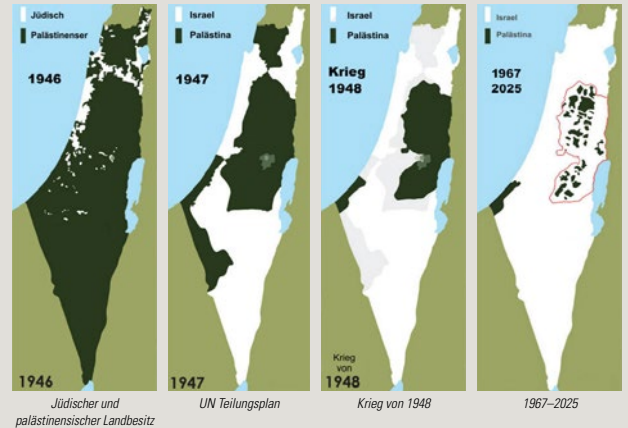 Jüdisch
Palästinenser
1946
1946
Jüdischer und
palästinensischer Landbesitz
Israel
Palästina
1947
1947
UN Teilungsplan
Israel
Palästina
Krieg
1948
Krieg
von
1948
Krieg von 1948
Israel
Palästina
1967
2025
1967–2025